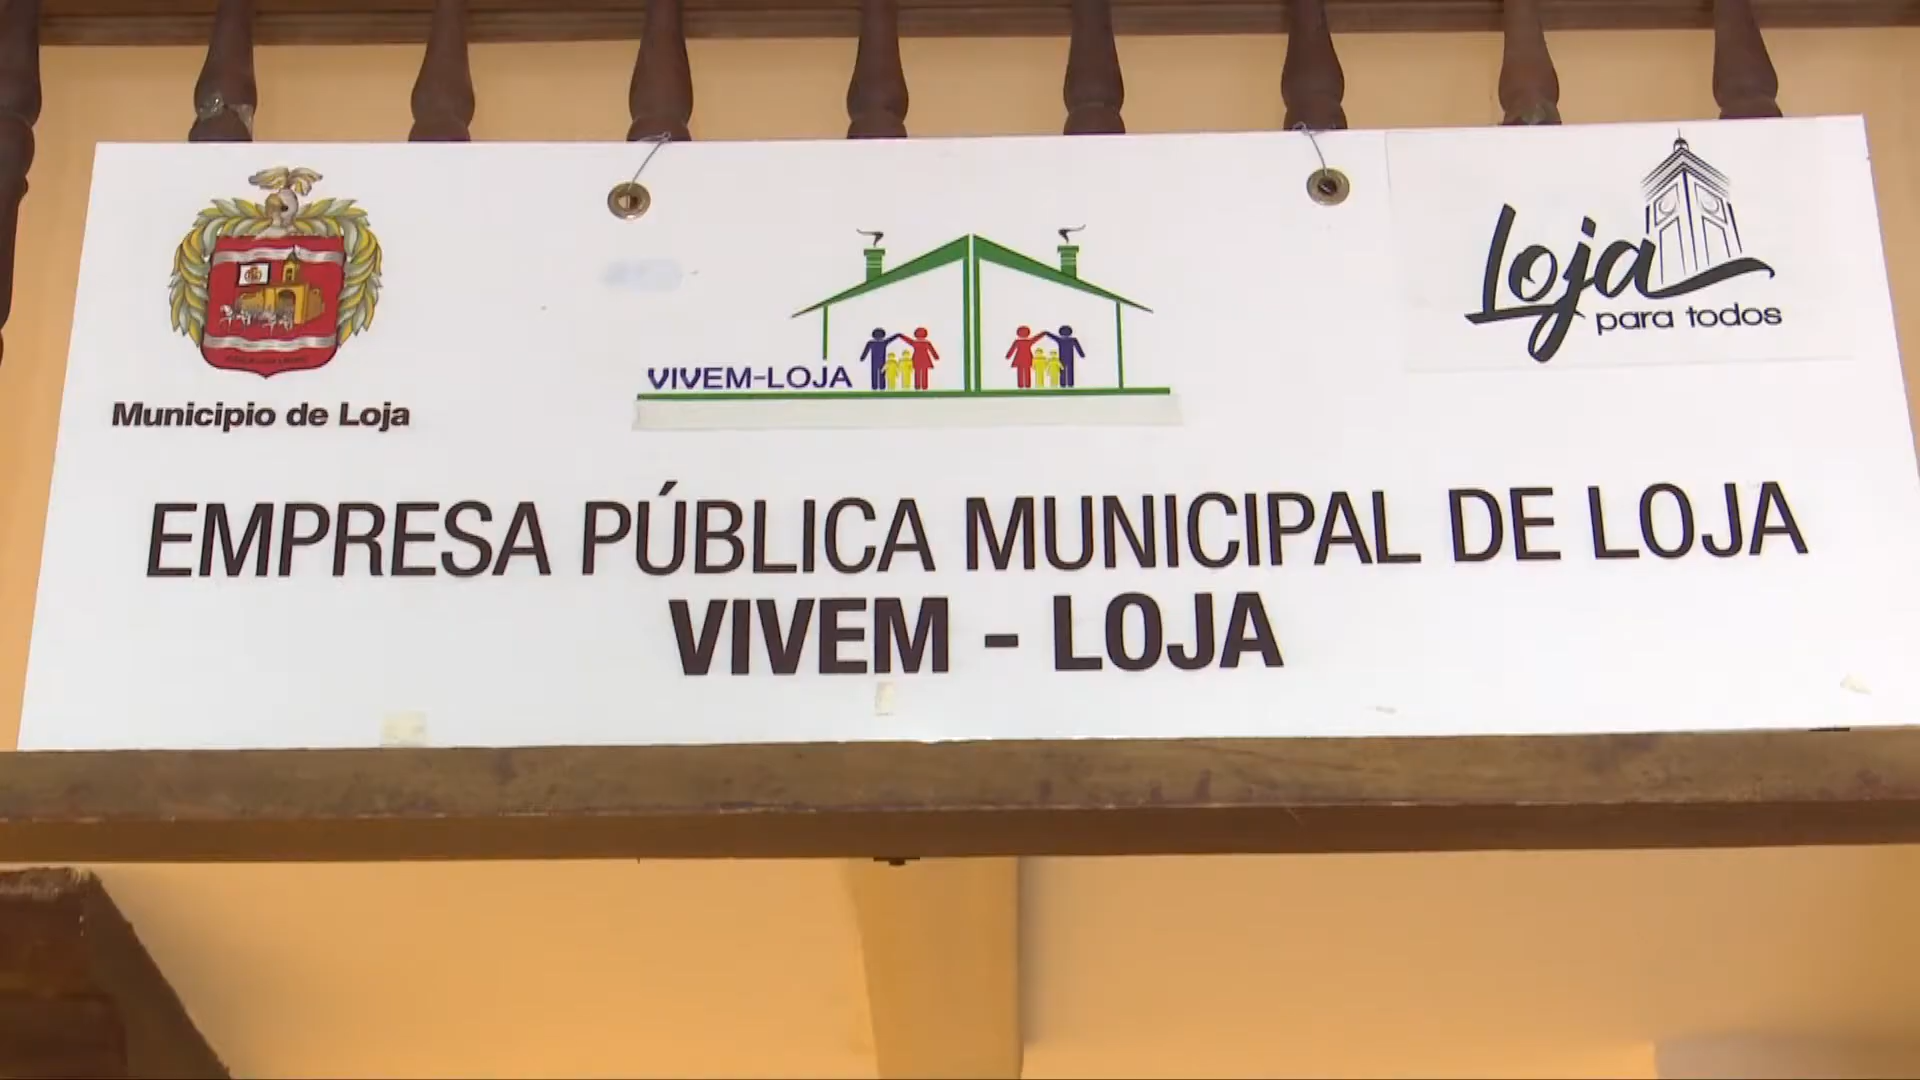 Municipio de Loja
VIVEM-LOJA
Loja
para todos
EMPRESA PÚBLICA MUNICIPAL DE LOJA
VIVEM - LOJA